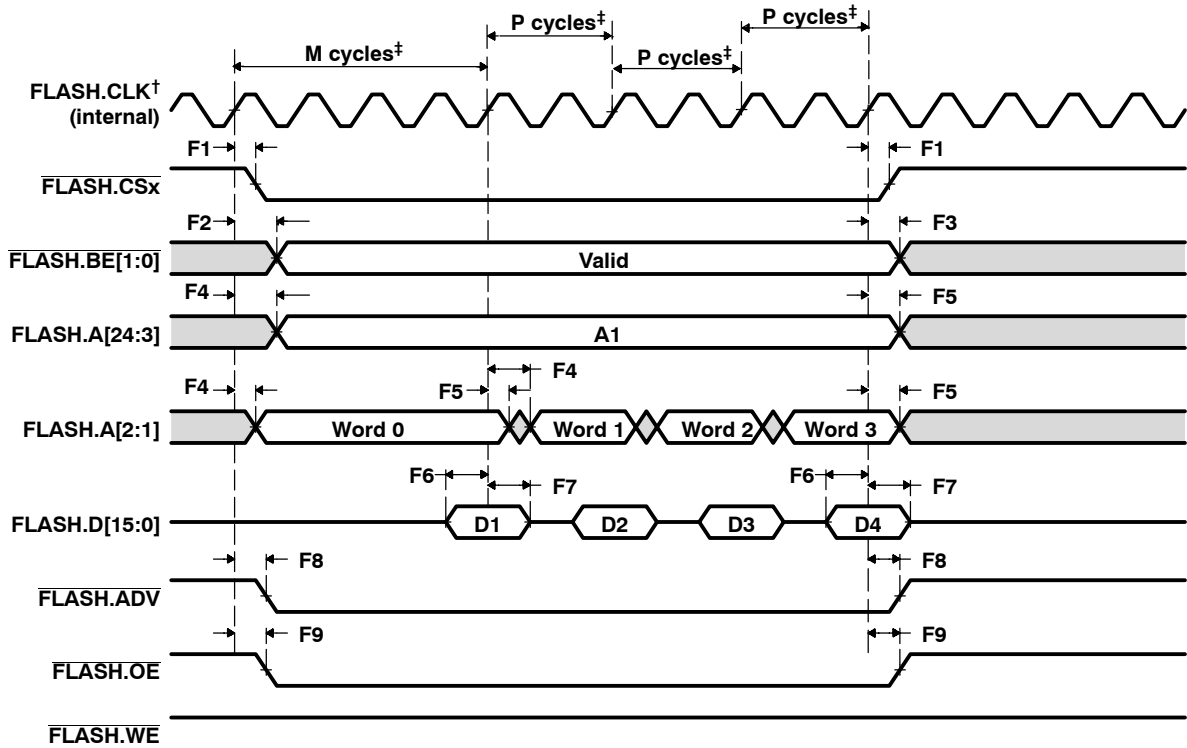 P cycles‡
P cycles‡
M cycles‡
P cycles‡
FLASH.CLK†
(internal)
F1
F1
FLASH.CSx
F2
F3
FLASH.BE[1:0]
Valid
F4
F5
FLASH.A[24:3]
A1
F4
F4
F5
F5
FLASH.A[2:1]
Word 0
Word 1
Word 2
Word 3
F6
F7
F6
F7
FLASH.D[15:0]
D1
D2
D3
D4
F8
F8
FLASH.ADV
F9
F9
FLASH.OE
FLASH.WE